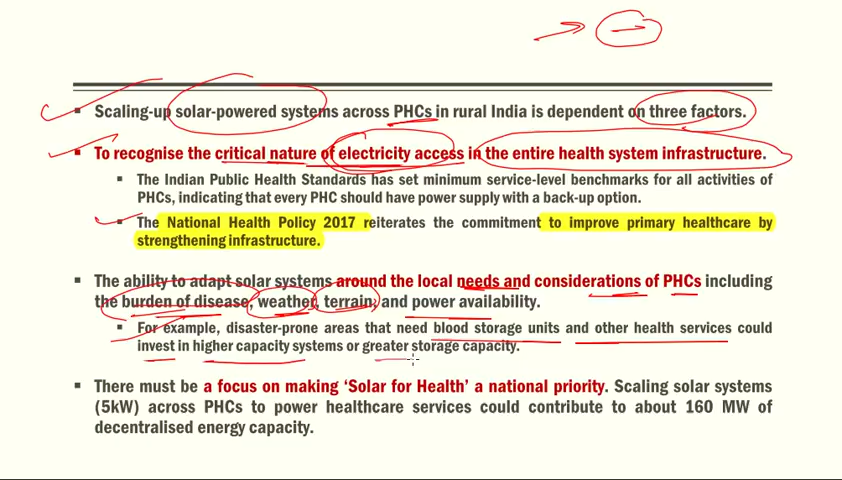 ▪ Scaling-up solar-powered systems across PHCs in rural India is dependent on three factors.
▪ To recognise the critical nature of electricity access in the entire health system infrastructure.
▪ The Indian Public Health Standards has set minimum service-level benchmarks for all activities of
PHCs, indicating that every PHC should have power supply with a back-up option.
▪ The National Health Policy 2017 reiterates the commitment to improve primary healthcare by
strengthening infrastructure.
▪ The ability to adapt solar systems around the local needs and considerations of PHCs including
the burden of disease, weather, terrain, and power availability.
▪ For example, disaster-prone areas that need blood storage units and other health services could
invest in higher capacity systems or greater storage capacity.
▪ There must be a focus on making ‘Solar for Health’ a national priority. Scaling solar systems
(5kW) across PHCs to power healthcare services could contribute to about 160 MW of
decentralised energy capacity.